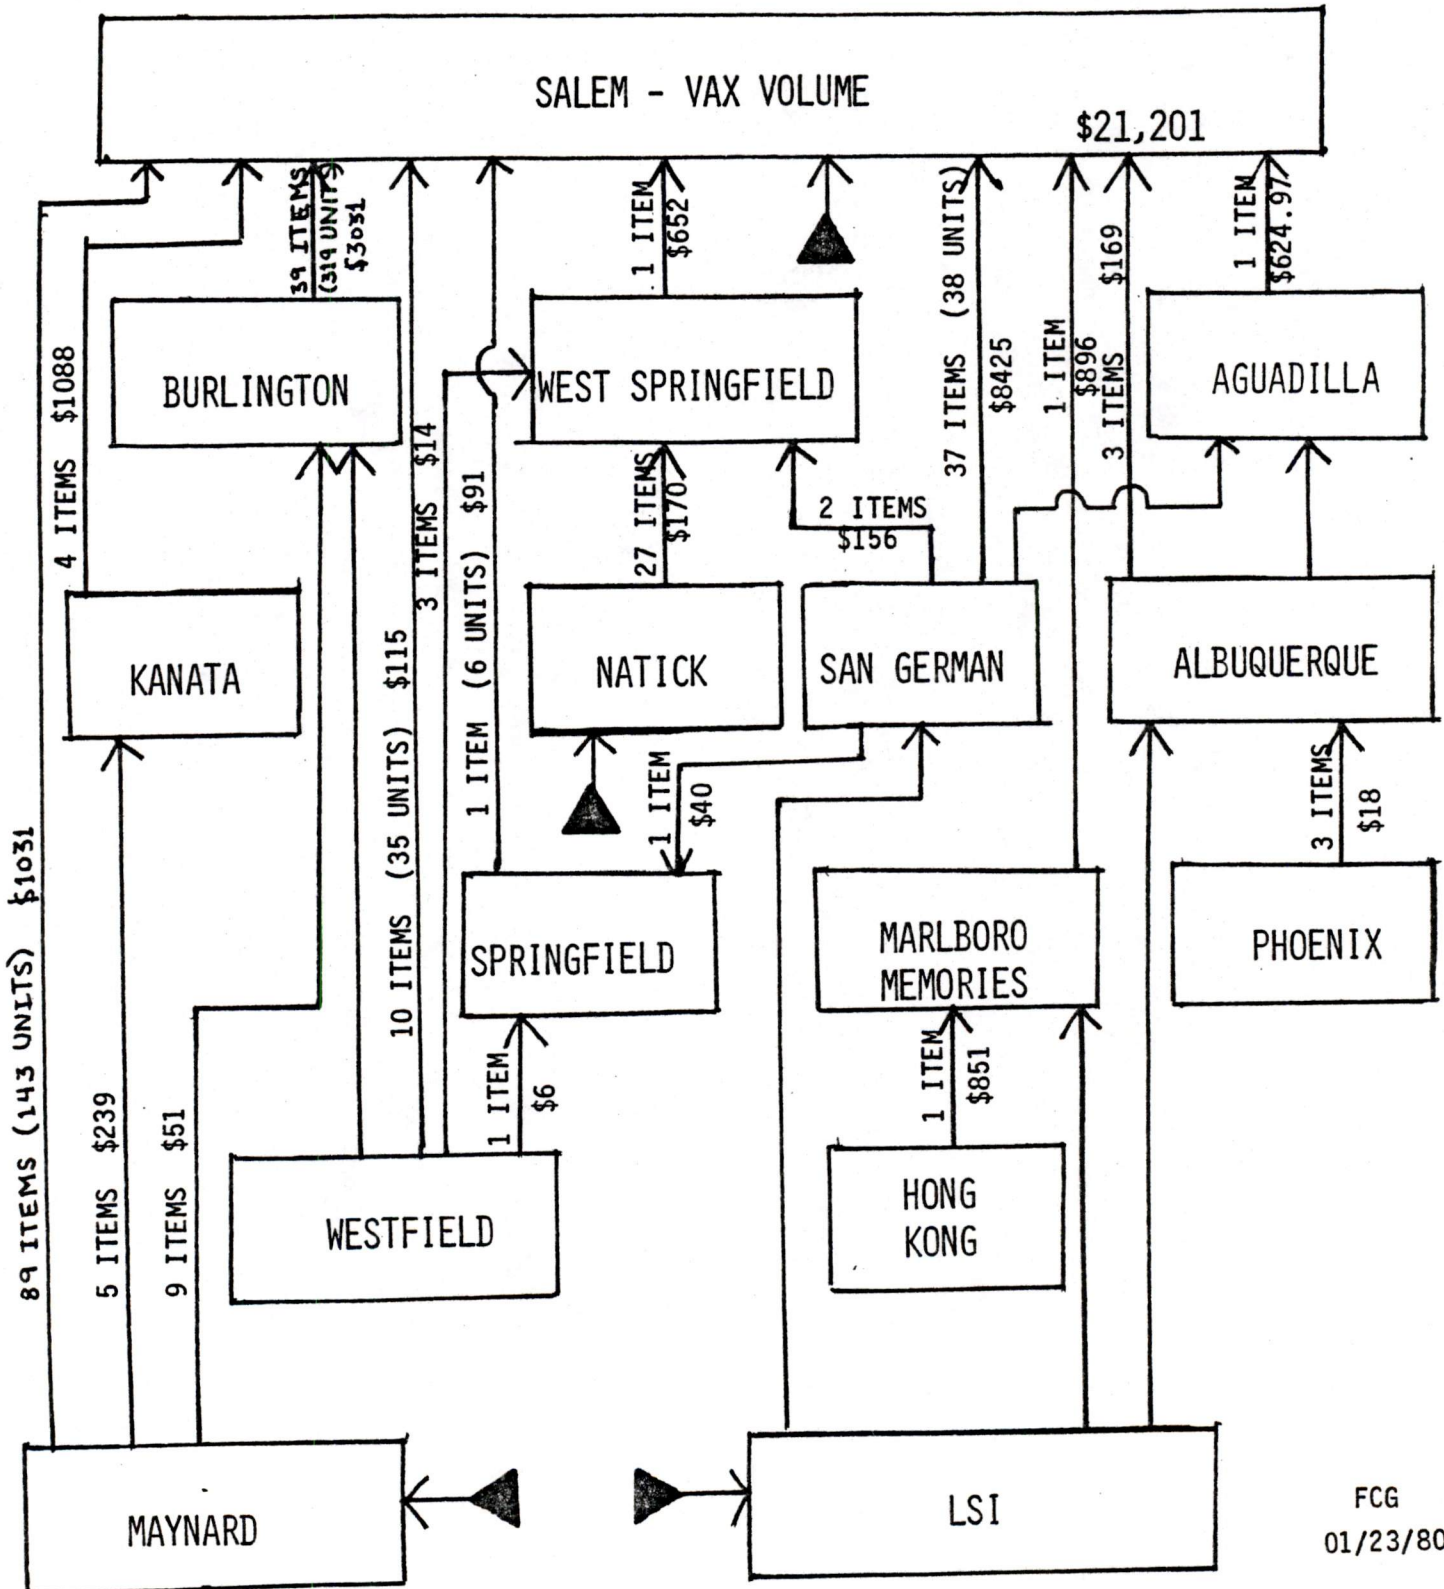 SALEM - VAX VOLUME
$21,201
39 ITEMS
(319 UNITS)
$3031
1 ITEM
$652
37 ITEMS (38 UNITS)
$8425
1 ITEM
$896
3 ITEMS $169
1 ITEM
$624.97
4 ITEMS $1088
BURLINGTON
WEST SPRINGFIELD
AGUADILLA
3 ITEMS $14
1 ITEM (6 UNITS) $91
27 ITEMS
$170
2 ITEMS
$156
KANATA
NATICK
SAN GERMAN
ALBUQUERQUE
10 ITEMS (35 UNITS) $115
1 ITEM
$40
3 ITEMS
$18
89 ITEMS (143 UNITS) $1031
SPRINGFIELD
MARLBORO
MEMORIES
PHOENIX
5 ITEMS $239
9 ITEMS $51
1 ITEM
$6
1 ITEM
$851
WESTFIELD
HONG
KONG
MAYNARD
LSI
FCG
01/23/80